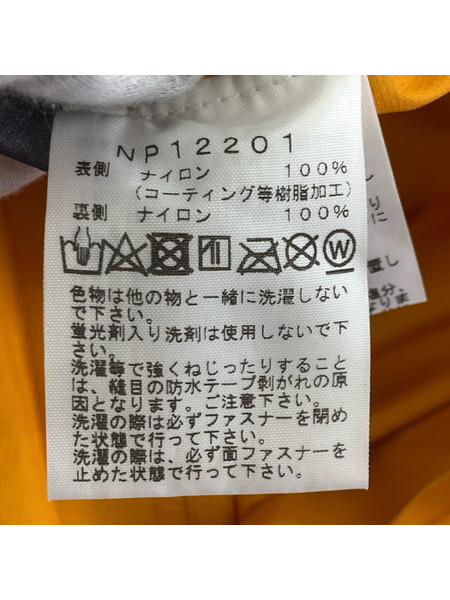 NP12201
表側 ナイロン 100%
(コーティング等樹脂加工)
裏側 ナイロン 100%
W
色物は他の物と一緒に洗濯しない
で下さい。
蛍光剤入り洗剤は使用しないで下
さい。
洗濯等で強くねじったりすること
は、縫目の防水テープ剥がれの原
因となります。ご注意下さい。
洗濯の際は必ずファスナーを閉め
た状態で行って下さい。
洗濯の際は、必ず面ファスナーを
止めた状態で行って下さい。